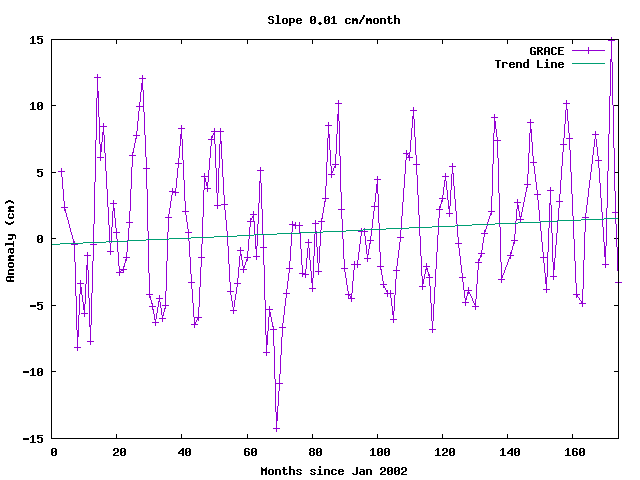 Slope 0.01 cm/month
15
10
5
0
-5
-10
-15
Anomaly (cm)
GRACE
Trend Line
0 20 40 60 80 100 120 140 160
Months since Jan 2002